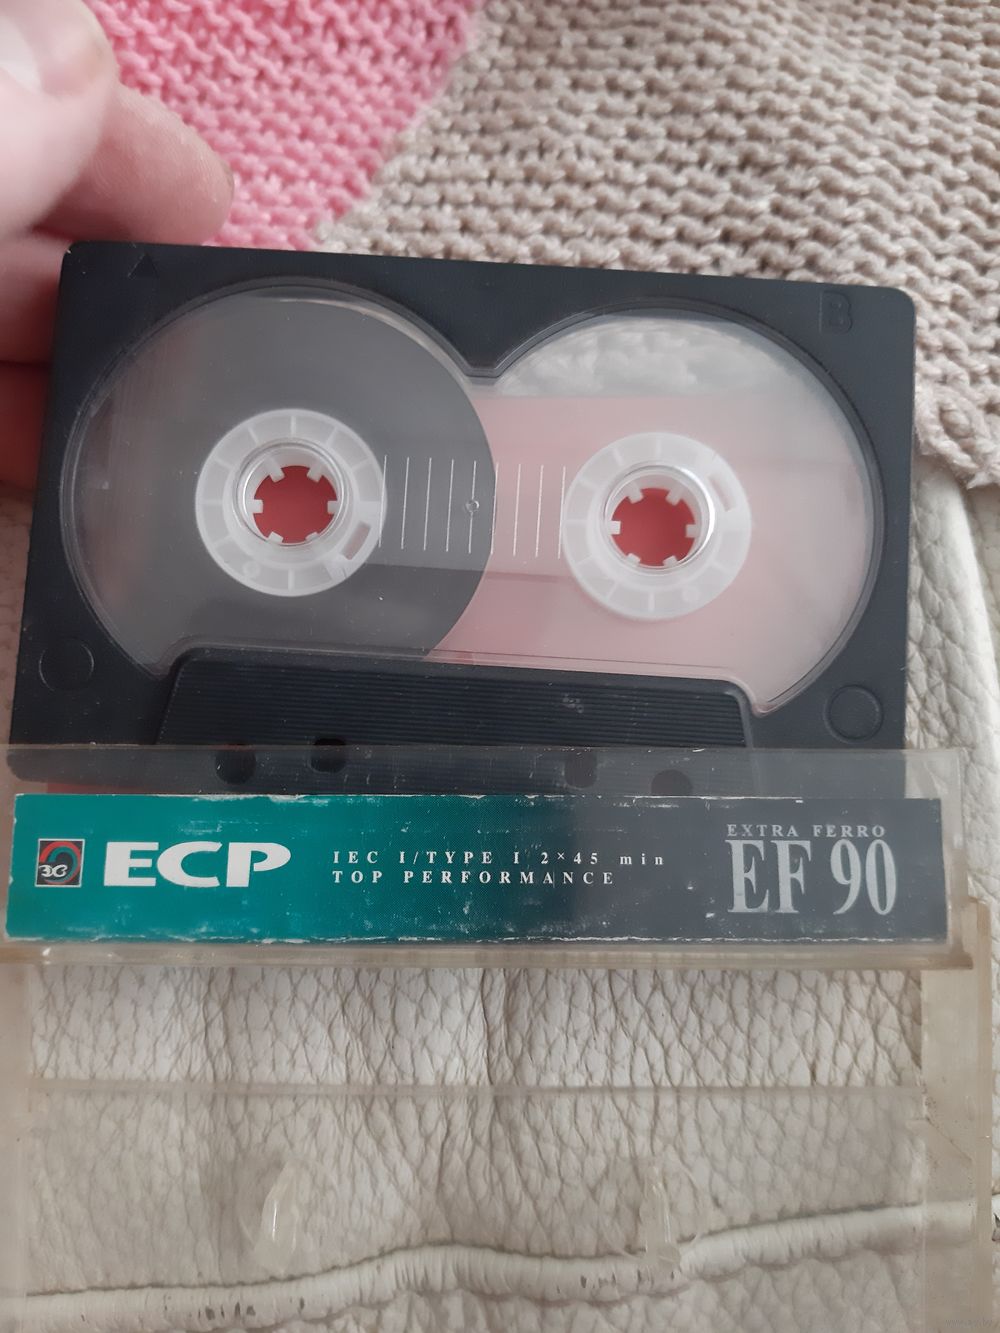 B
ECP
IEC I/TYPE I 2×45 min
TOP PERFORMANCE
EXTRA FERRO
EF 90